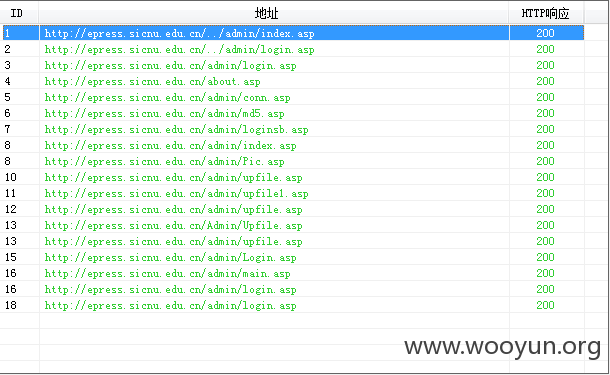 ID 地址 HTTP响应
1 http://epress.sicnu.edu.cn/../admin/index.asp 200
2 http://epress.sicnu.edu.cn/../admin/login.asp 200
3 http://epress.sicnu.edu.cn/admin/login.asp 200
4 http://epress.sicnu.edu.cn/about.asp 200
5 http://epress.sicnu.edu.cn/admin/conn.asp 200
6 http://epress.sicnu.edu.cn/admin/md5.asp 200
7 http://epress.sicnu.edu.cn/admin/loginsb.asp 200
8 http://epress.sicnu.edu.cn/admin/index.asp 200
8 http://epress.sicnu.edu.cn/admin/Pic.asp 200
10 http://epress.sicnu.edu.cn/admin/upfile.asp 200
11 http://epress.sicnu.edu.cn/admin/upfile1.asp 200
12 http://epress.sicnu.edu.cn/admin/upfile.asp 200
13 http://epress.sicnu.edu.cn/Admin/Upfile.asp 200
13 http://epress.sicnu.edu.cn/admin/upfile.asp 200
15 http://epress.sicnu.edu.cn/admin/Login.asp 200
16 http://epress.sicnu.edu.cn/admin/main.asp 200
16 http://epress.sicnu.edu.cn/admin/login.asp 200
18 http://epress.sicnu.edu.cn/admin/login.asp 200
www.wooyun.org